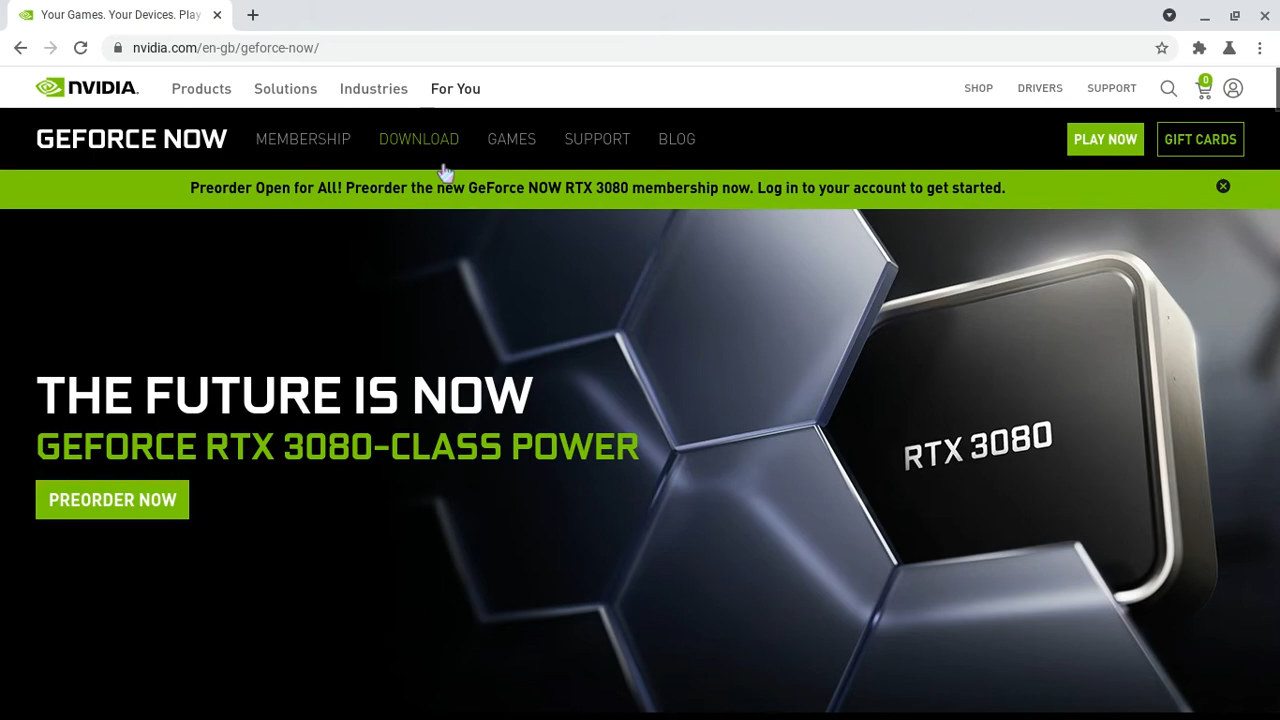 Your Games. Your Devices. Play
nvidia.com/en-gb/geforce-now/
NVIDIA.
Products
Solutions
Industries
For You
SHOP
DRIVERS
SUPPORT
0
GEFORCE NOW
MEMBERSHIP
DOWNLOAD
GAMES
SUPPORT
BLOG
PLAY NOW
GIFT CARDS
Preorder Open for All! Preorder the new GeForce NOW RTX 3080 membership now. Log in to your account to get started.
THE FUTURE IS NOW
GEFORCE RTX 3080-CLASS POWER
PREORDER NOW
RTX 3080